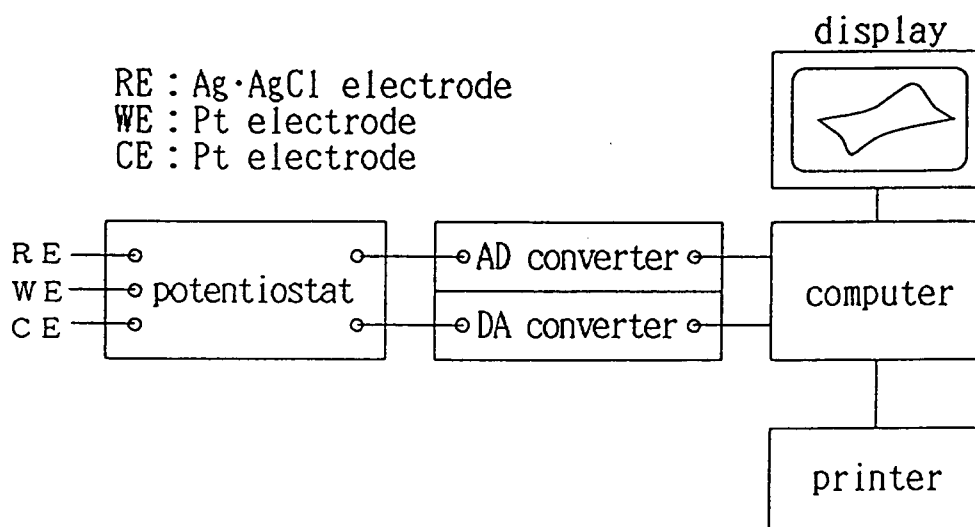 display
RE : Ag·AgCl electrode
WE : Pt electrode
CE : Pt electrode
RE
WE
CE
potentiostat
AD converter
DA converter
computer
printer